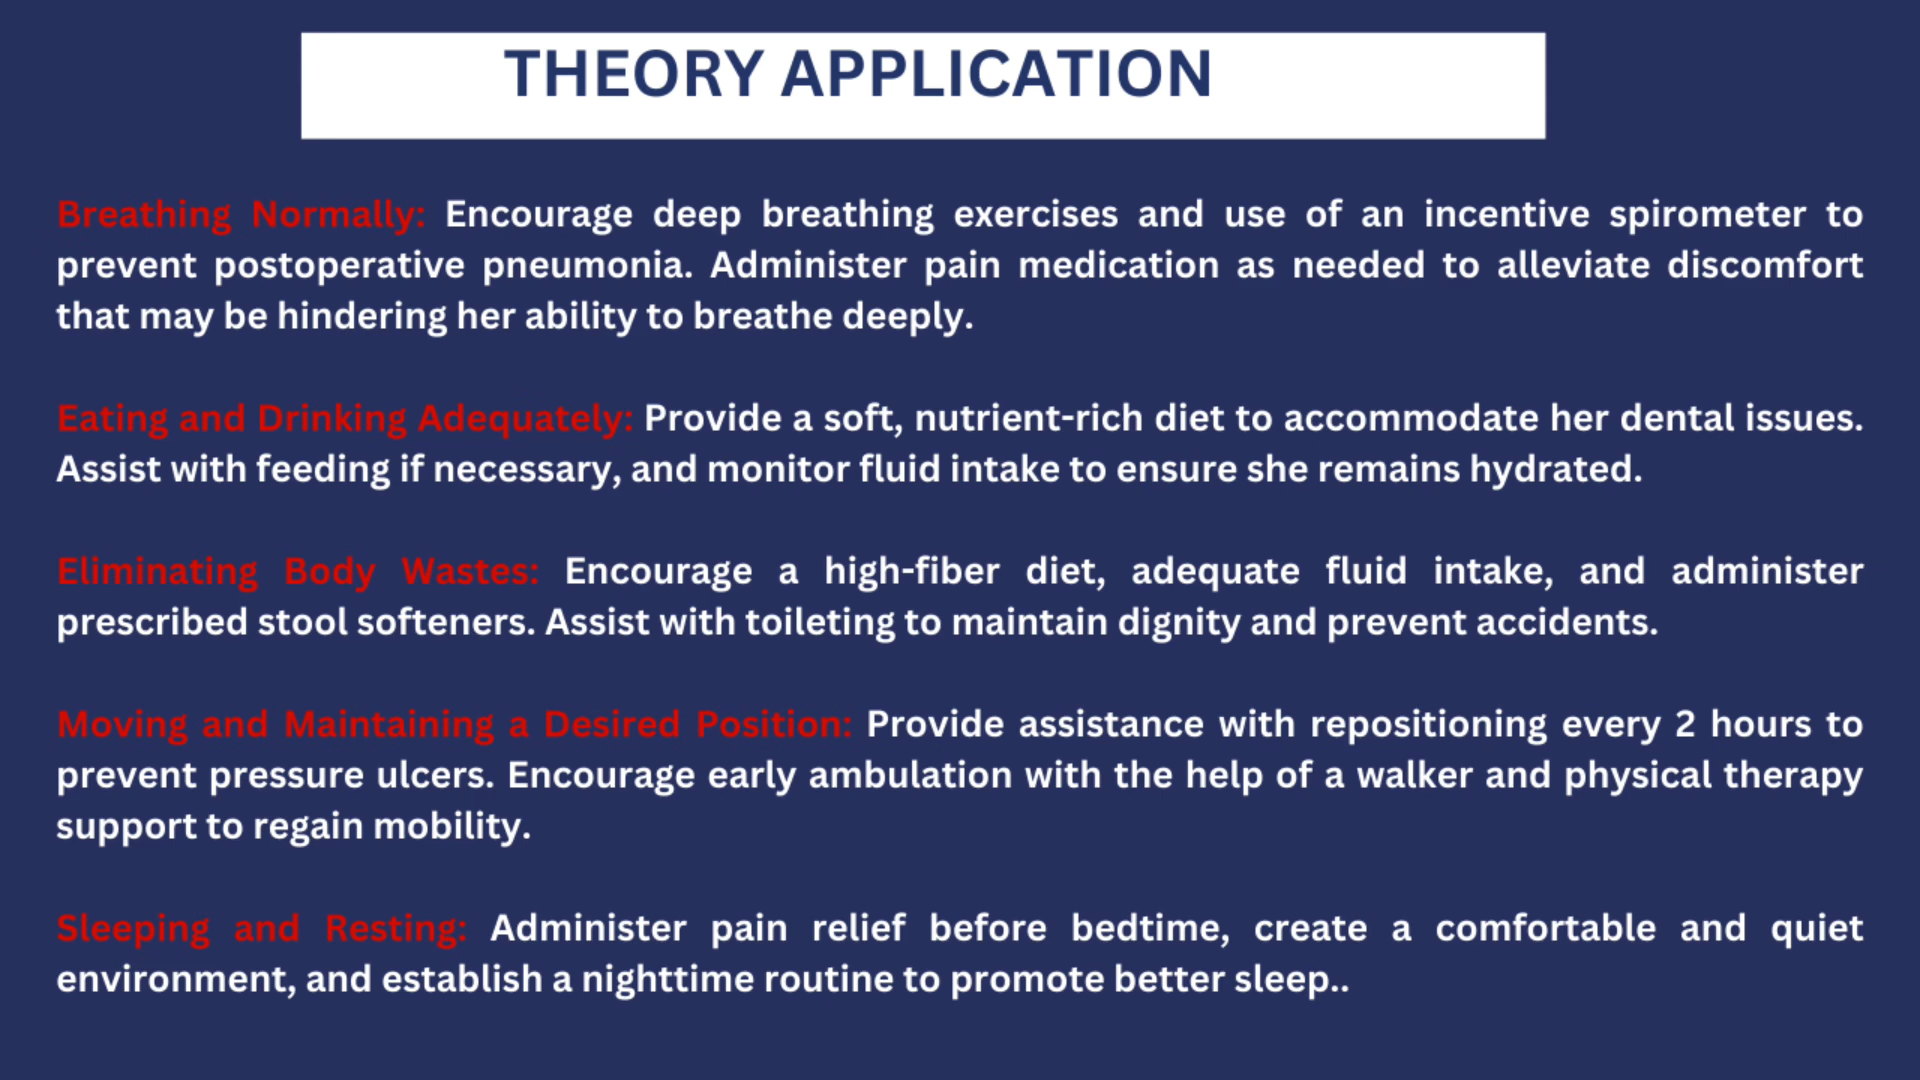 THEORY APPLICATION
Breathing Normally: Encourage deep breathing exercises and use of an incentive spirometer to
prevent postoperative pneumonia. Administer pain medication as needed to alleviate discomfort
that may be hindering her ability to breathe deeply.
Eating and Drinking Adequately: Provide a soft, nutrient-rich diet to accommodate her dental issues.
Assist with feeding if necessary, and monitor fluid intake to ensure she remains hydrated.
Eliminating Body Wastes: Encourage a high-fiber diet, adequate fluid intake, and administer
prescribed stool softeners. Assist with toileting to maintain dignity and prevent accidents.
Moving and Maintaining a Desired Position: Provide assistance with repositioning every 2 hours to
prevent pressure ulcers. Encourage early ambulation with the help of a walker and physical therapy
support to regain mobility.
Sleeping and Resting: Administer pain relief before bedtime, create a comfortable and quiet
environment, and establish a nighttime routine to promote better sleep..